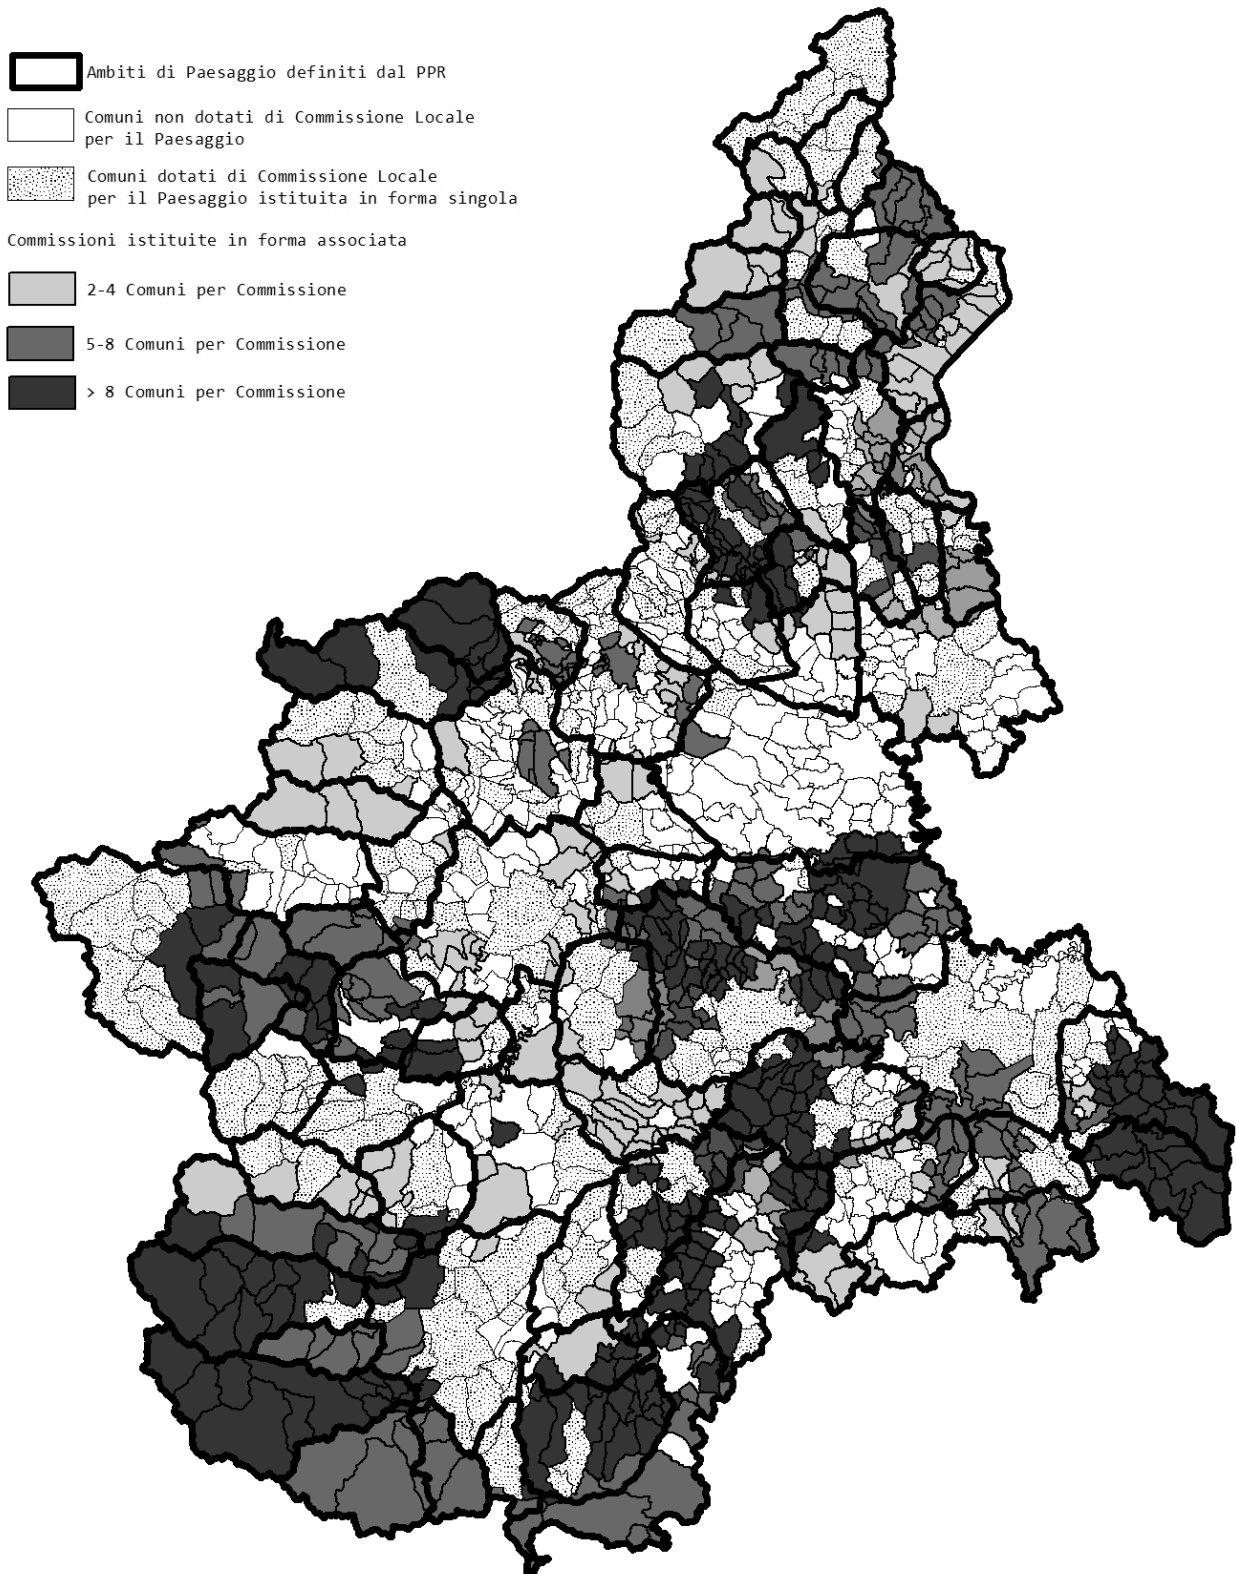 Ambiti di Paesaggio definiti dal PPR
Comuni non dotati di Commissione Locale
per il Paesaggio
Comuni dotati di Commissione Locale
per il Paesaggio istituita in forma singola
Commissioni istituite in forma associata
2-4 Comuni per Commissione
5-8 Comuni per Commissione
> 8 Comuni per Commissione